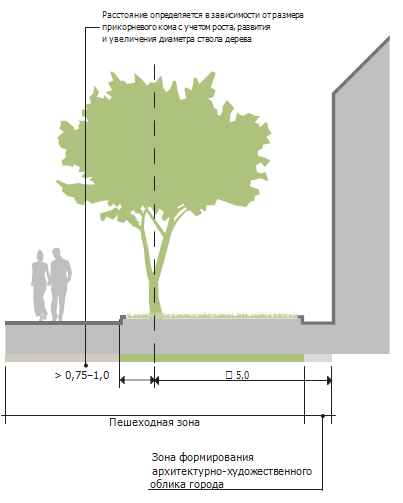 Расстояние определяется в зависимости от размера
прикорневого кома с учетом роста, развития
и увеличения диаметра ствола дерева
> 0,75–1,0
□ 5,0
Пешеходная зона
Зона формирования
архитектурно-художественного
облика города